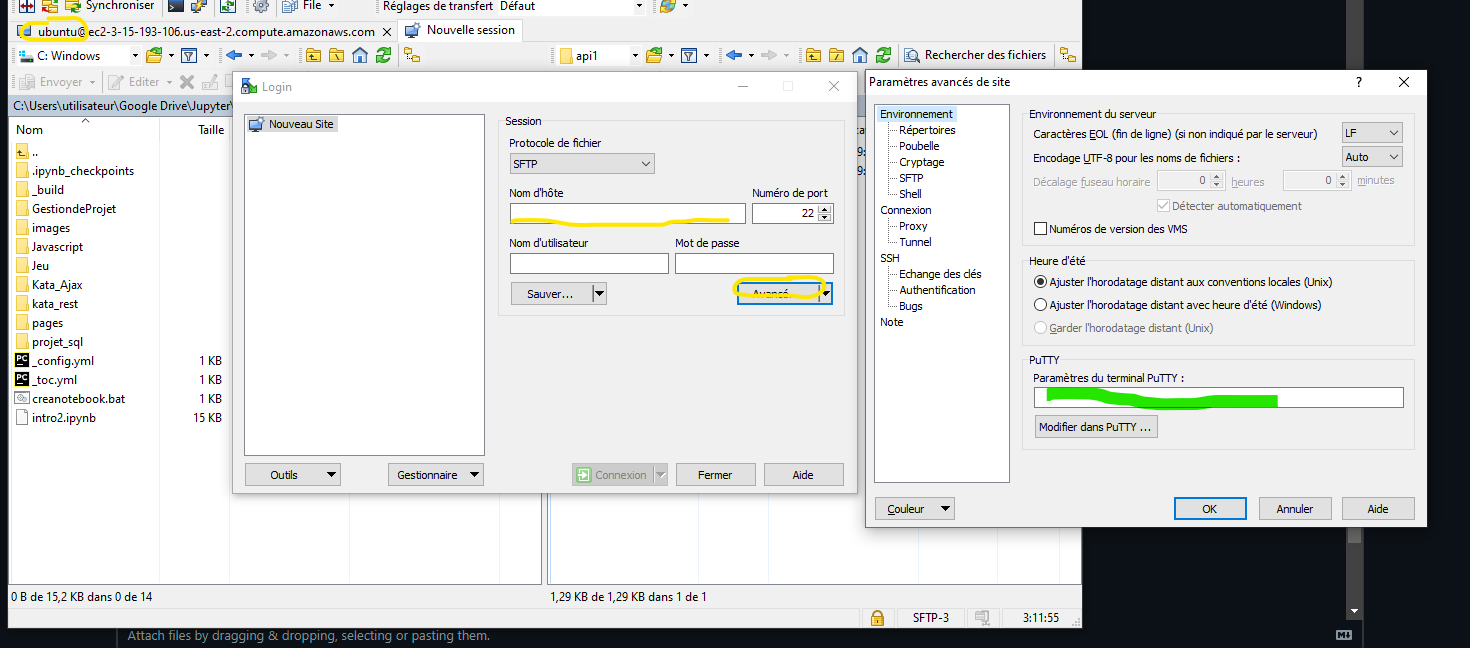 Synchroniser
File
Réglages de transfert Défaut
ubuntu@ec2-3-15-193-106.us-east-2.compute.amazonaws.com
Nouvelle session
C: Windows
api1
Rechercher des fichiers
Envoyer
Editer
C:\Users\utilisateur\Google Drive\Jupyter\
Nom
Taille
..
.ipynb_checkpoints
_build
GestiondeProjet
images
Javascript
Jeu
Kata_Ajax
kata_rest
pages
projet_sql
_config.yml 1 KB
_toc.yml 1 KB
creanotebook.bat 1 KB
intro2.ipynb 15 KB
Login
Nouveau Site
Session
Protocole de fichier
SFTP
Nom d'hôte
Numéro de port
22
Nom d'utilisateur
Mot de passe
Sauver...
Avancé...
Outils
Gestionnaire
Connexion
Fermer
Aide
Paramètres avancés de site
?
Environnement
Répertoires
Poubelle
Cryptage
SFTP
Shell
Connexion
Proxy
Tunnel
SSH
Echange des clés
Authentification
Bugs
Note
Environnement du serveur
Caractères EOL (fin de ligne) (si non indiqué par le serveur)
LF
Encodage UTF-8 pour les noms de fichiers :
Auto
Décalage fuseau horaire
0 heures
0 minutes
Détecter automatiquement
Numéros de version des VMS
Heure d'été
Ajuster l'horodatage distant aux conventions locales (Unix)
Ajuster l'horodatage distant avec heure d'été (Windows)
Garder l'horodatage distant (Unix)
PuTTY
Paramètres du terminal PuTTY :
Modifier dans PuTTY ...
Couleur
OK
Annuler
Aide
0 B de 15,2 KB dans 0 de 14
1,29 KB de 1,29 KB dans 1 de 1
SFTP-3
3:11:55
Attach files by dragging & dropping, selecting or pasting them.